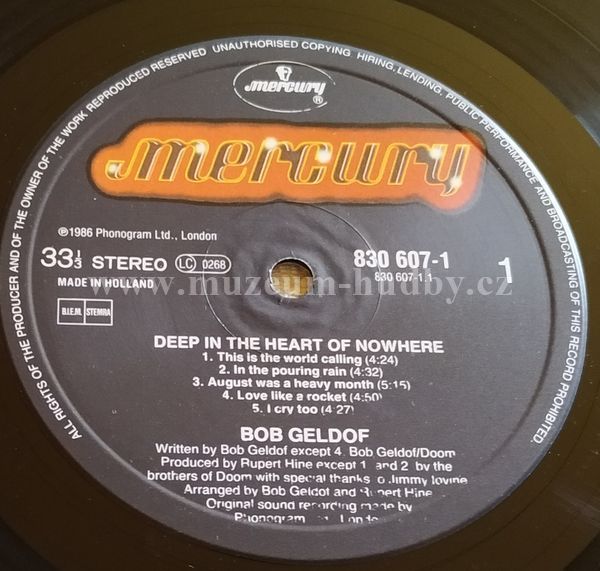 ALL RIGHTS OF THE PRODUCER AND OF THE OWNER OF THE WORK REPRODUCED RESERVED UNAUTHORISED COPYING, HIRING, LENDING, PUBLIC PERFORMANCE AND BROADCASTING OF THIS RECORD PROHIBITED.
mercury ®
mercury
℗1986 Phonogram Ltd., London
33 1/3 STEREO LC 0268
830 607-1
830 607-1.1
1
MADE IN HOLLAND
www.muzeum-hudby.cz
B.I.E.M. STEMRA
DEEP IN THE HEART OF NOWHERE
1. This is the world calling (4:24)
2. In the pouring rain (4:32)
3. August was a heavy month (5:15)
4. Love like a rocket (4:50)
5. I cry too (4:27)
BOB GELDOF
Written by Bob Geldof except 4. Bob Geldof/Doom
Produced by Rupert Hine except 1 and 2 by the
brothers of Doom with special thanks to Jimmy Iovine
Arranged by Bob Geldof and Rupert Hine
Original sound recording made by
Phonogram London